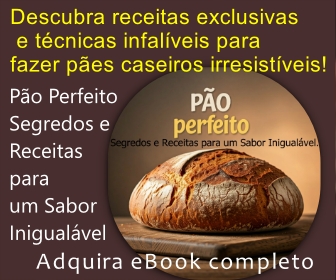 Descubra receitas exclusivas
e técnicas infalíveis para
fazer pães caseiros irresistíveis!
Pão Perfeito
Segredos e
Receitas
para
um Sabor
Inigualável
PÃO
perfeito
Segredos e Receitas para um Sabor Inigualável.
Adquira eBook completo